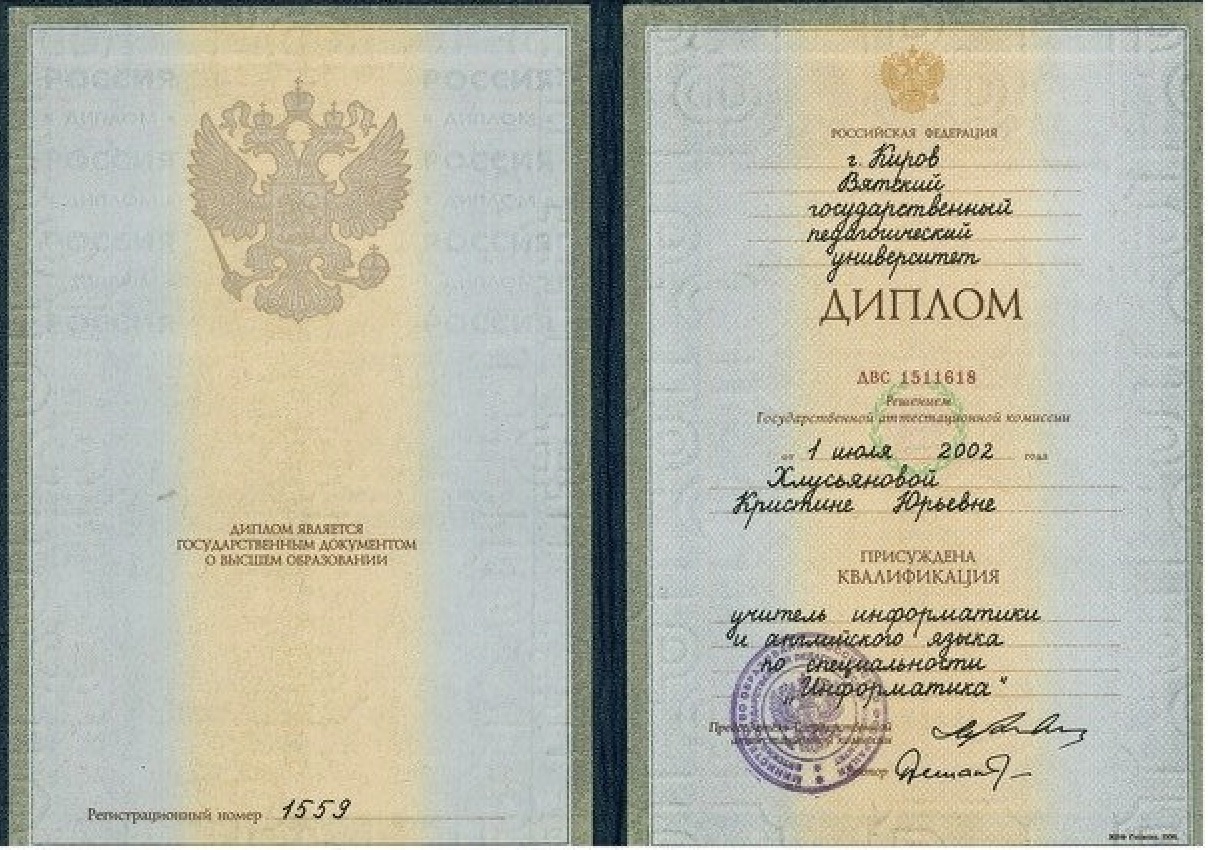 ДИПЛОМ ЯВЛЯЕТСЯ
ГОСУДАРСТВЕННЫМ ДОКУМЕНТОМ
О ВЫСШЕМ ОБРАЗОВАНИИ
Регистрационный номер 1559
РОССИЙСКАЯ ФЕДЕРАЦИЯ
г. Киров
Вятский
государственный
педагогический
университет
ДИПЛОМ
ДВС 1511618
Решением
Государственной аттестационной комиссии
от 1 июля 2002 года
Хлусьяновой
Кристине Юрьевне
ПРИСУЖДЕНА
КВАЛИФИКАЦИЯ
учитель информатики
и английского языка
по специальности
„Информатика“